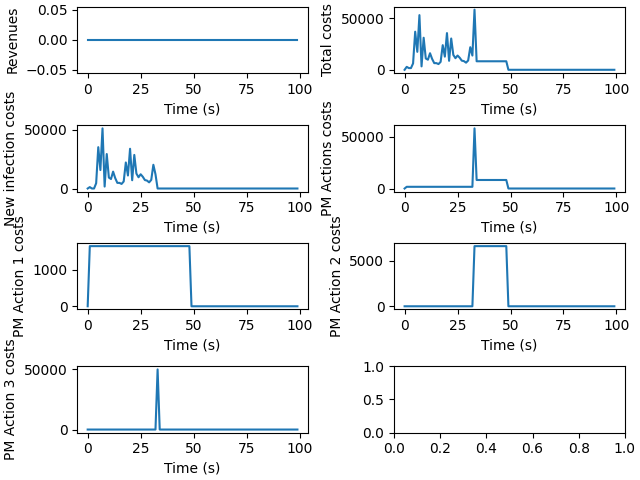 Revenues
0.05
0.00
−0.05
0 25 50 75 100
Time (s)
Total costs
50000
0
0 25 50 75 100
Time (s)
New infection costs
50000
0
0 25 50 75 100
Time (s)
PM Actions costs
50000
0
0 25 50 75 100
Time (s)
PM Action 1 costs
1000
0
0 25 50 75 100
Time (s)
PM Action 2 costs
5000
0
0 25 50 75 100
Time (s)
PM Action 3 costs
50000
0
0 25 50 75 100
Time (s)
1.0
0.5
0.0
0.0 0.2 0.4 0.6 0.8 1.0